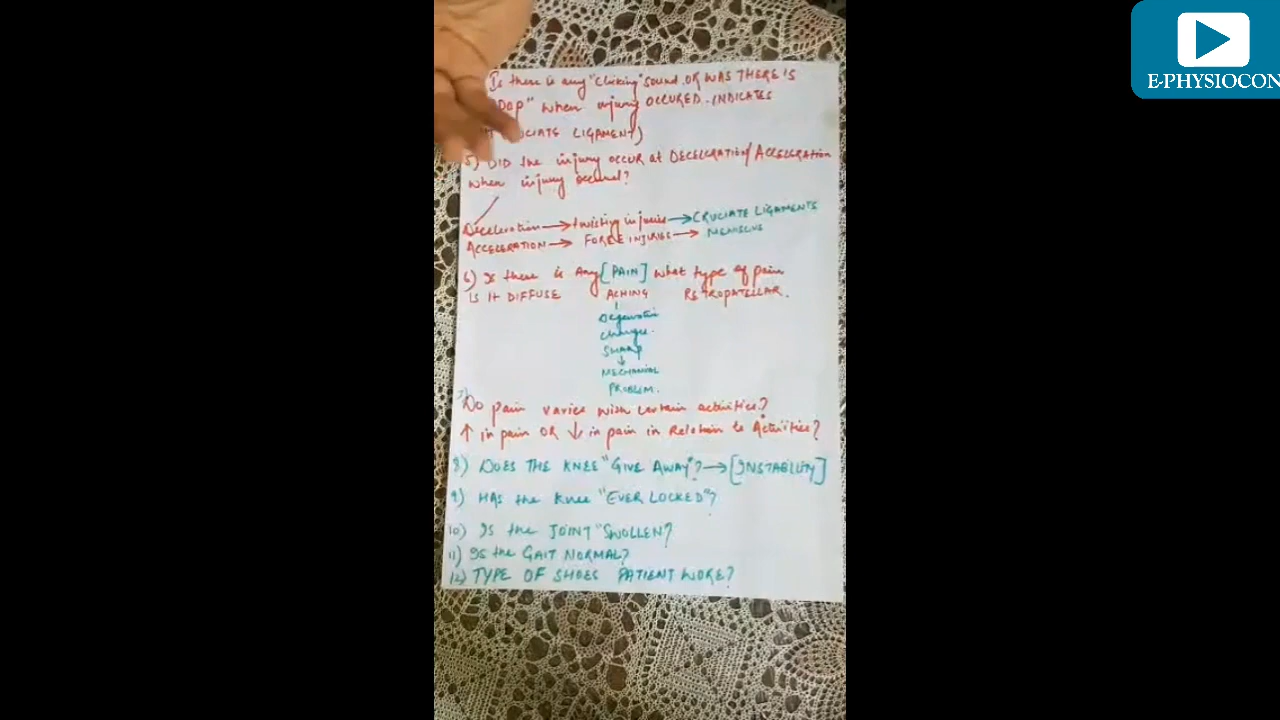 Is there is any "clicking" sound. OR WAS THERE IS
when injury OCCURED. INDICATES
LIGAMENT)
5) DID the injury OCCUR at DECELERATION/ACCELERATION
when injury occured?
Deceleration → twisting injuries → CRUCIATE LIGAMENTS
ACCELERATION → FORCE INJURIES → MENISCUS
6) Is there is Any [PAIN] what type of pain
IS IT DIFFUSE ACHING RETROPATELLAR.
changes.
SHARP
↓
MECHANICAL
PROBLEM.
7) Do pain varies with certain activities?
↑ in pain OR ↓ in pain in Relation to Activities?
8) DOES THE KNEE "GIVE AWAY"? → [INSTABILITY]
9) HAS the Knee "EVER LOCKED"?
10) Is the JOINT "SWOLLEN?
11) Is the GAIT NORMAL?
12) TYPE OF SHOES PATIENT WORE?
E-PHYSIOCON